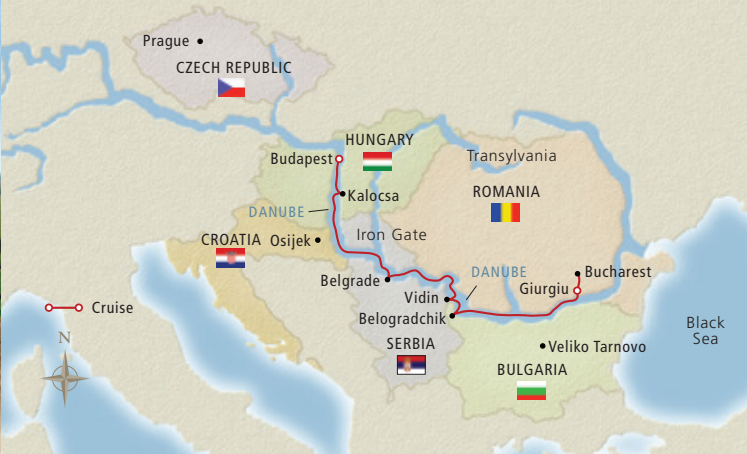 Prague
CZECH REPUBLIC
HUNGARY
Budapest
Transylvania
Kalocsa
ROMANIA
DANUBE
Iron Gate
CROATIA
Osijek
Belgrade
DANUBE
Bucharest
Giurgiu
Vidin
Cruise
Belogradchik
Black
Sea
N
SERBIA
Veliko Tarnovo
BULGARIA